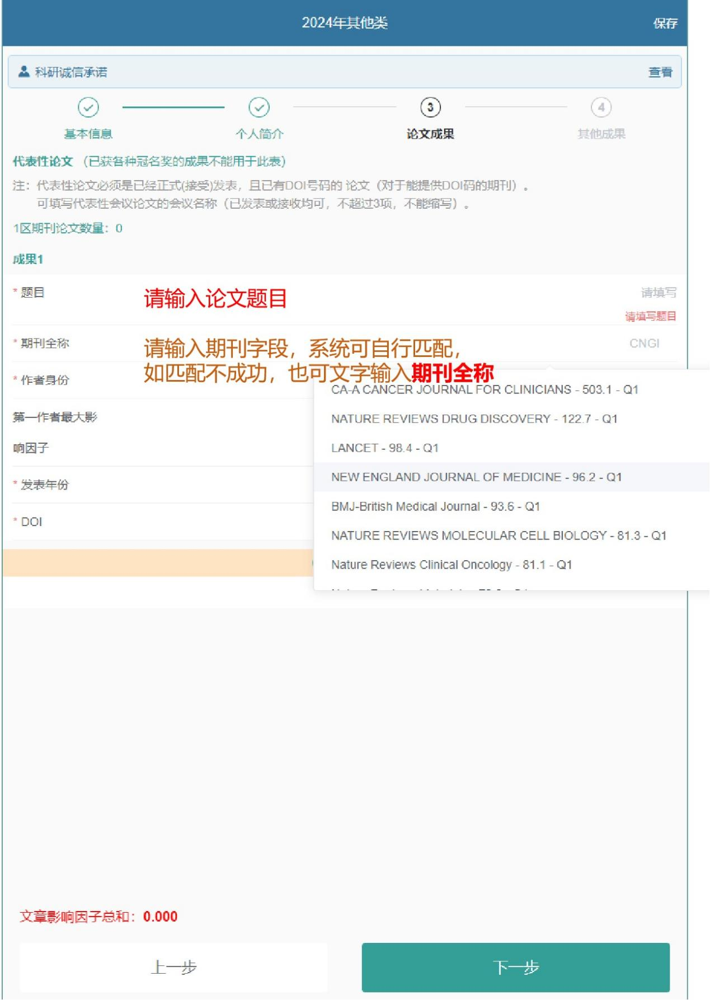 2024年其他类
保存
科研诚信承诺
查看
3
4
基本信息
个人简介
论文成果
其他成果
代表性论文（已获各种冠名奖的成果不能用于此表）
注：代表性论文必须是已经正式(接受)发表，且已有DOI号码的 论文（对于能提供DOI码的期刊）。
可填写代表性会议论文的会议名称（已发表或接收均可，不超过3项，不能缩写）。
1区期刊论文数量：0
成果1
* 题目
请输入论文题目
请填写
请填写题目
* 期刊全称
请输入期刊字段，系统可自行匹配，
CNGI
如匹配不成功，也可文字输入期刊全称
* 作者身份
CA-A CANCER JOURNAL FOR CLINICIANS - 503.1 - Q1
第一作者最大影
响因子
NATURE REVIEWS DRUG DISCOVERY - 122.7 - Q1
LANCET - 98.4 - Q1
NEW ENGLAND JOURNAL OF MEDICINE - 96.2 - Q1
* 发表年份
BMJ-British Medical Journal - 93.6 - Q1
* DOI
NATURE REVIEWS MOLECULAR CELL BIOLOGY - 81.3 - Q1
Nature Reviews Clinical Oncology - 81.1 - Q1
文章影响因子总和：0.000
上一步
下一步